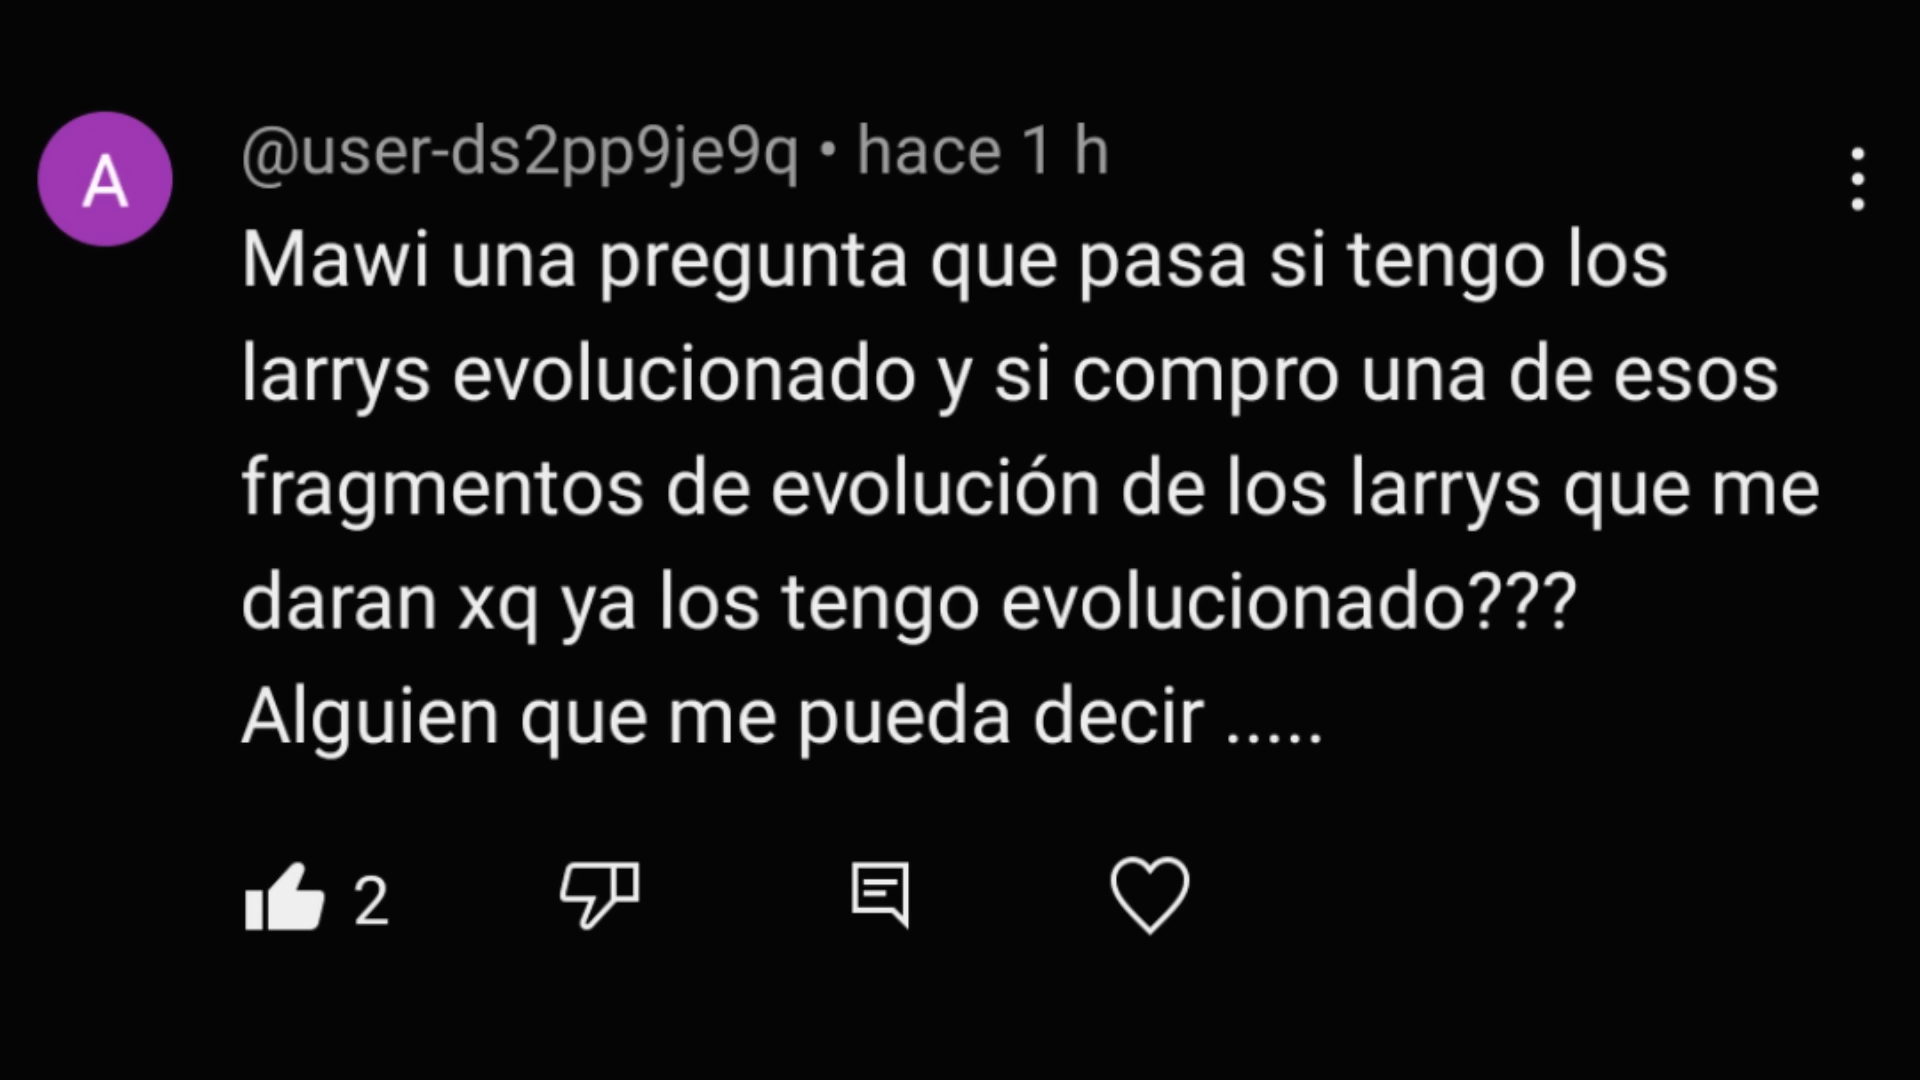 A
@user-ds2pp9je9q • hace 1 h
Mawi una pregunta que pasa si tengo los
larrys evolucionado y si compro una de esos
fragmentos de evolución de los larrys que me
daran xq ya los tengo evolucionado???
Alguien que me pueda decir .....
2